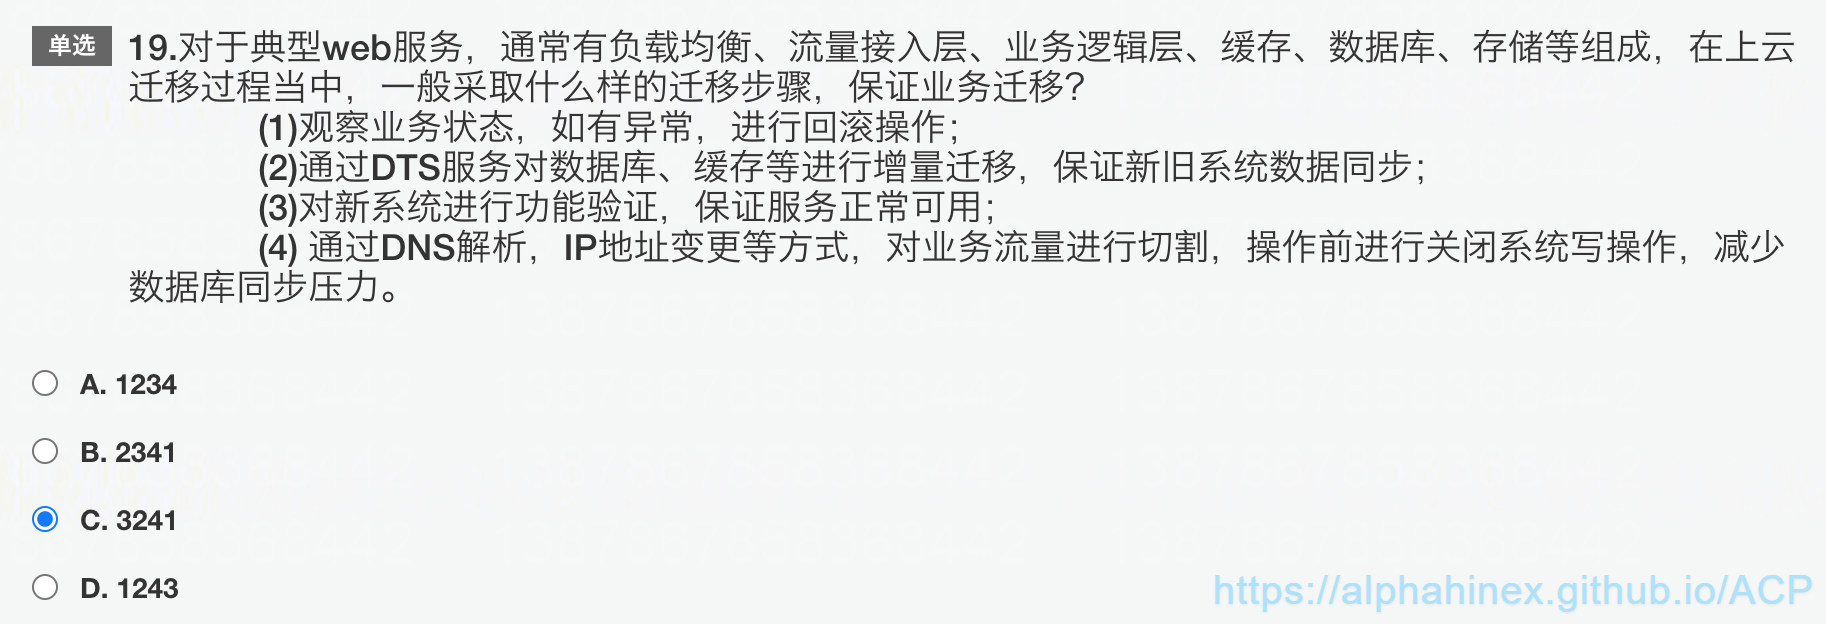 单选
19.对于典型web服务，通常有负载均衡、流量接入层、业务逻辑层、缓存、数据库、存储等组成，在上云
迁移过程当中，一般采取什么样的迁移步骤，保证业务迁移？
(1)观察业务状态，如有异常，进行回滚操作；
(2)通过DTS服务对数据库、缓存等进行增量迁移，保证新旧系统数据同步；
(3)对新系统进行功能验证，保证服务正常可用；
(4) 通过DNS解析，IP地址变更等方式，对业务流量进行切割，操作前进行关闭系统写操作，减少
数据库同步压力。
A. 1234
B. 2341
C. 3241
D. 1243
https://alphahinex.github.io/ACP